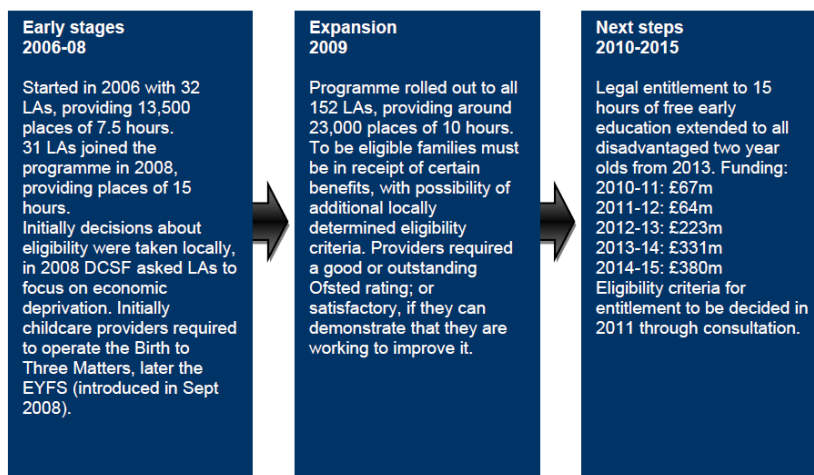 Early stages
2006-08
Started in 2006 with 32
LAs, providing 13,500
places of 7.5 hours.
31 LAs joined the
programme in 2008,
providing places of 15
hours.
Initially decisions about
eligibility were taken locally,
in 2008 DCSF asked LAs to
focus on economic
deprivation. Initially
childcare providers required
to operate the Birth to
Three Matters, later the
EYFS (introduced in Sept
2008).
Expansion
2009
Programme rolled out to all
152 LAs, providing around
23,000 places of 10 hours.
To be eligible families must
be in receipt of certain
benefits, with possibility of
additional locally
determined eligibility
criteria. Providers required
a good or outstanding
Ofsted rating; or
satisfactory, if they can
demonstrate that they are
working to improve it.
Next steps
2010-2015
Legal entitlement to 15
hours of free early
education extended to all
disadvantaged two year
olds from 2013. Funding:
2010-11: £67m
2011-12: £64m
2012-13: £223m
2013-14: £331m
2014-15: £380m
Eligibility criteria for
entitlement to be decided in
2011 through consultation.